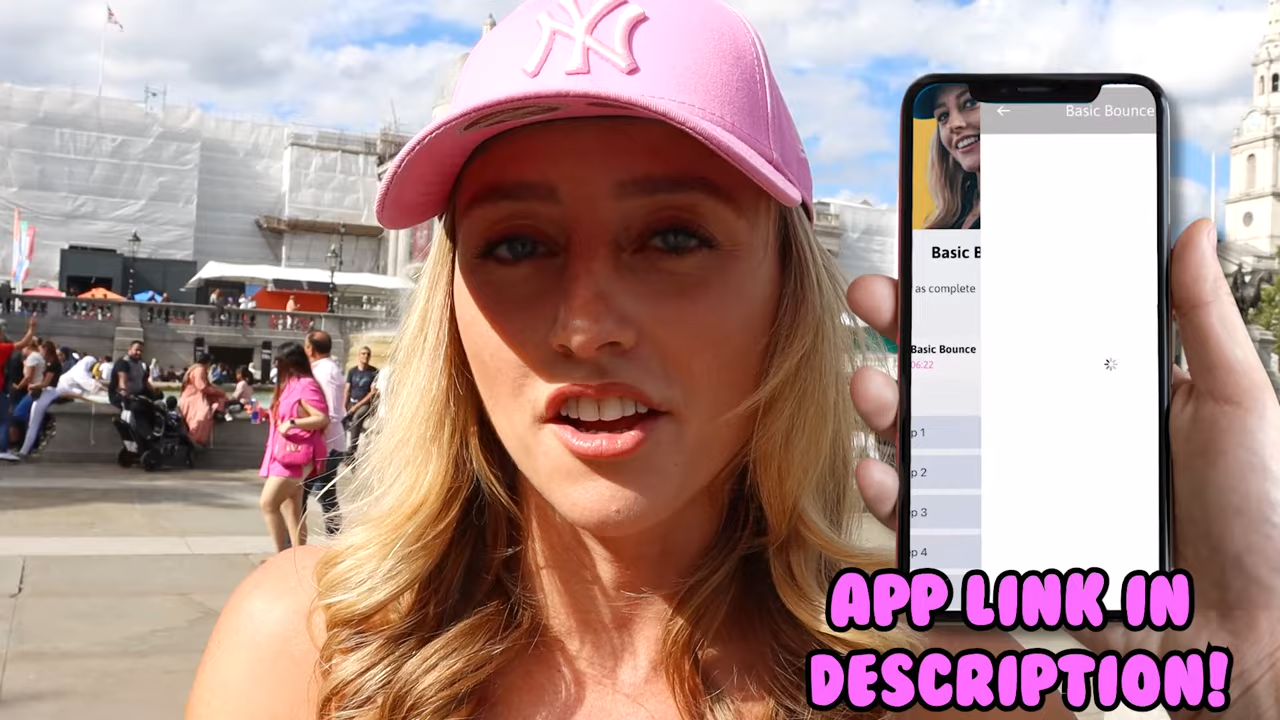 NY
Basic Bounce
Basic B
as complete
Basic Bounce
06:22
p 1
p 2
p 3
p 4
APP LINK IN
DESCRIPTION!